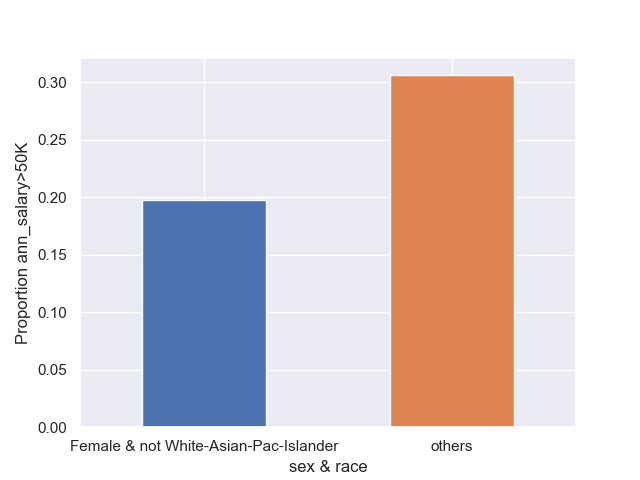 0.30
0.25
0.20
0.15
0.10
0.05
0.00
Proportion ann_salary>50K
Female & not White-Asian-Pac-Islander
others
sex & race